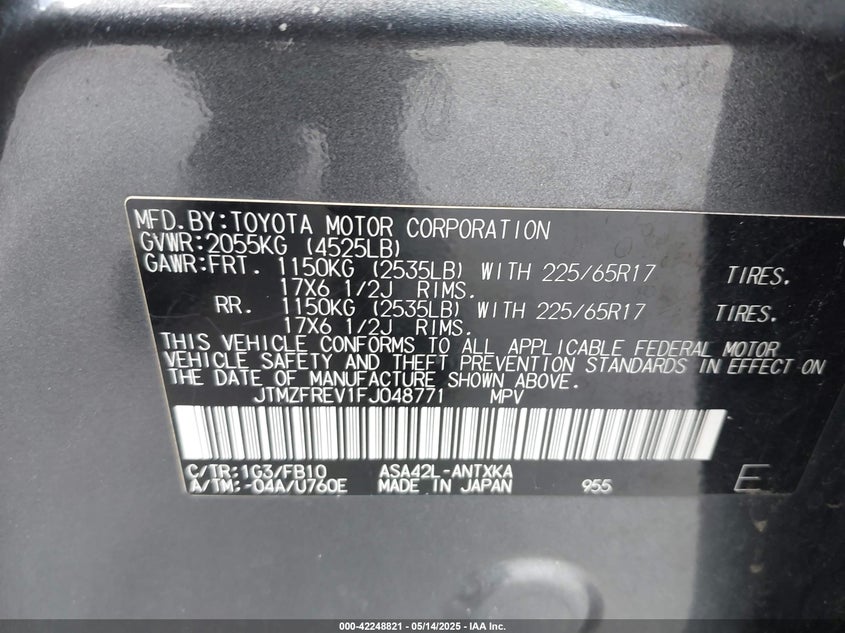 MFD.BY:TOYOTA MOTOR CORPORATION
GVWR:2055KG (4525LB)
GAWR:FRT. 1150KG (2535LB) WITH 225/65R17 TIRES.
17X6 1/2J RIMS.
RR. 1150KG (2535LB) WITH 225/65R17 TIRES.
17X6 1/2J RIMS.
THIS VEHICLE CONFORMS TO ALL APPLICABLE FEDERAL MOTOR
VEHICLE SAFETY AND THEFT PREVENTION STANDARDS IN EFFECT ON
THE DATE OF MANUFACTURE SHOWN ABOVE.
JTMZFREV1FJ048771 MPV
C/TR:1G3/FB10 ASA42L-ANTXKA
A/TM:-04A/U760E MADE IN JAPAN 955 E
000-42248821 - 05/14/2025 - IAA Inc.